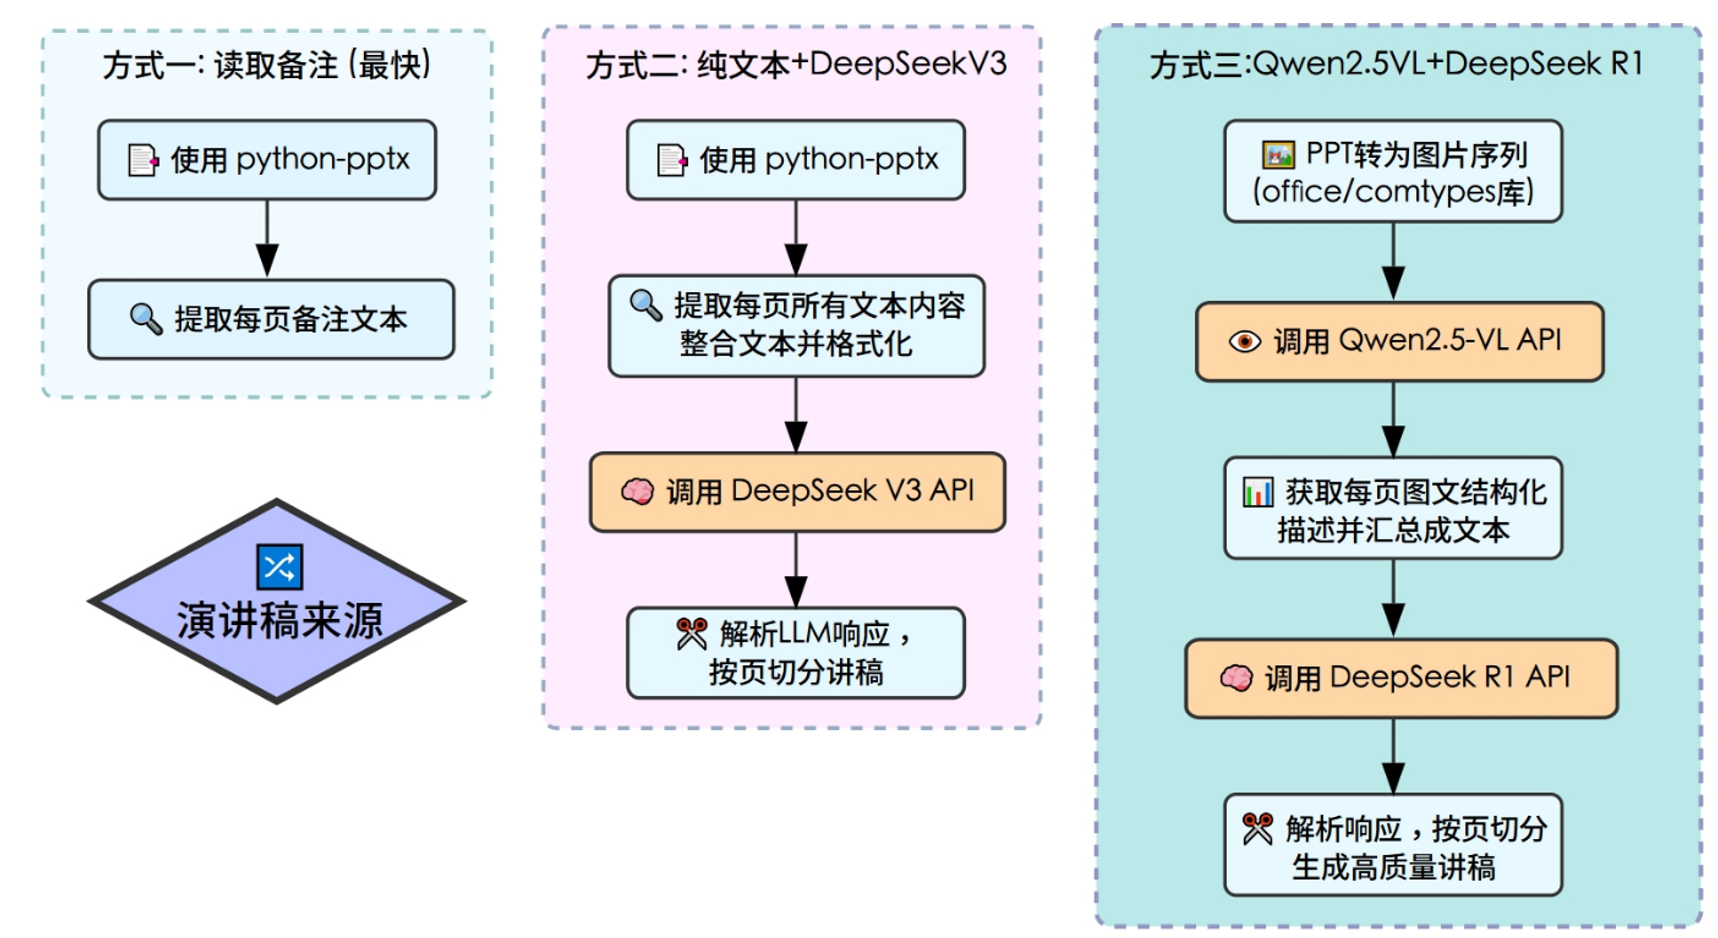 方式一: 读取备注 (最快)
使用 python-pptx
提取每页备注文本
演讲稿来源
方式二: 纯文本+DeepSeekV3
使用 python-pptx
提取每页所有文本内容
整合文本并格式化
调用 DeepSeek V3 API
解析LLM响应，
按页切分讲稿
方式三:Qwen2.5VL+DeepSeek R1
PPT转为图片序列
(office/comtypes库)
调用 Qwen2.5-VL API
获取每页图文结构化
描述并汇总成文本
调用 DeepSeek R1 API
解析响应，按页切分
生成高质量讲稿